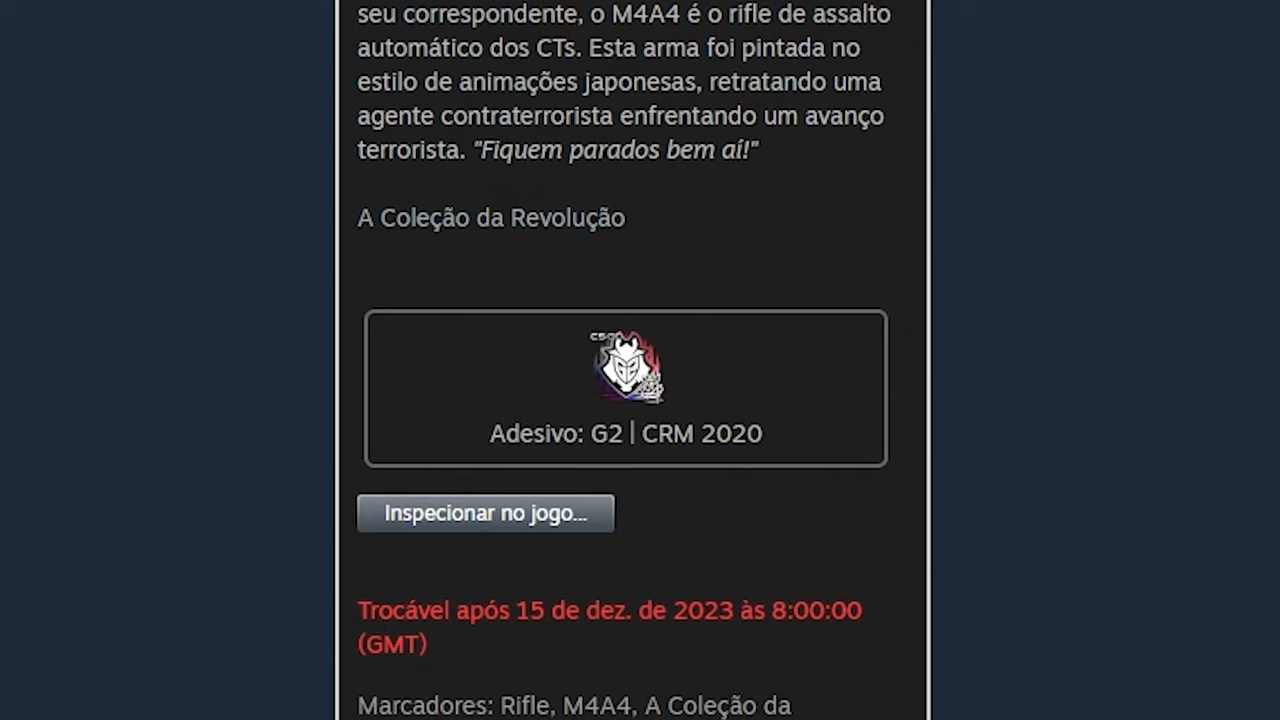 seu correspondente, o M4A4 é o rifle de assalto
automático dos CTs. Esta arma foi pintada no
estilo de animações japonesas, retratando uma
agente contraterrorista enfrentando um avanço
terrorista. "Fiquem parados bem aí!"
A Coleção da Revolução
Adesivo: G2 | CRM 2020
Inspecionar no jogo...
Trocável após 15 de dez. de 2023 às 8:00:00
(GMT)
Marcadores: Rifle, M4A4, A Coleção da